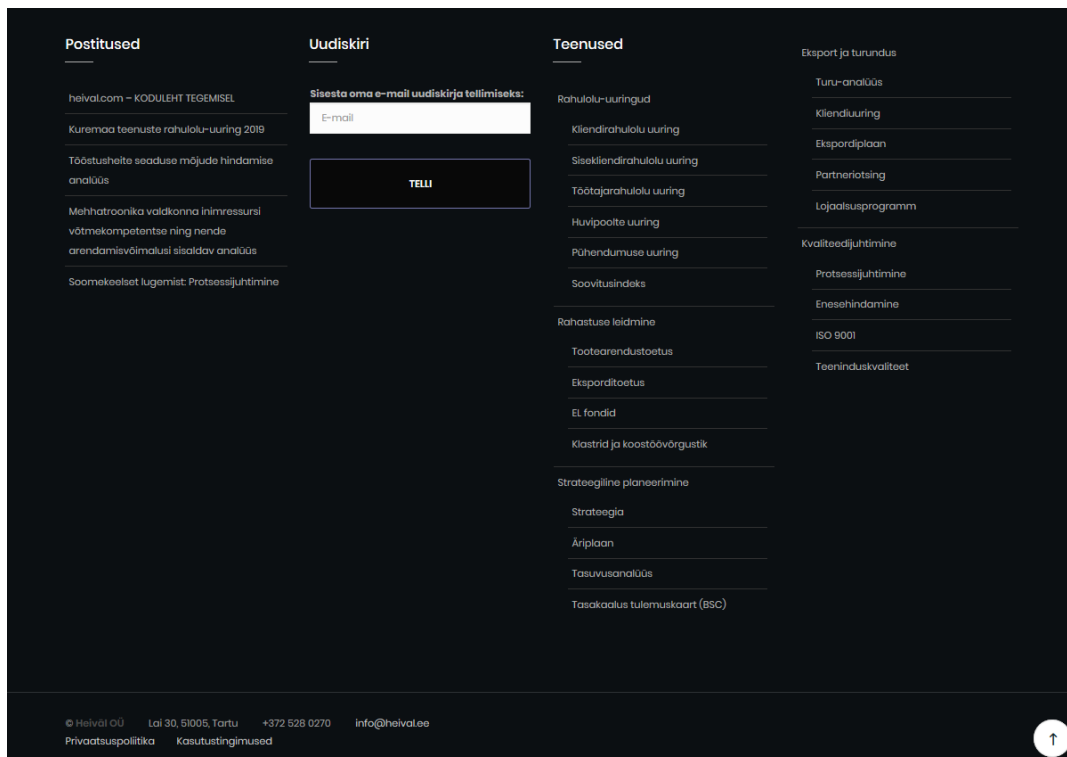 Postitused
heival.com – KODULEHT TEGEMISEL
Kuremaa teenuste rahulolu-uuring 2019
Tööstusheite seaduse mõjude hindamise
analüüs
Mehhatroonika valdkonna inimressursi
võtmekompetentse ning nende
arendamisvõimalusi sisaldav analüüs
Soomekeelset lugemist: Protsessijuhtimine
Uudiskiri
Sisesta oma e-mail uudiskirja tellimiseks:
E-mail
TELLI
Teenused
Rahulolu-uuringud
Kliendirahulolu uuring
Sisekliendirahulolu uuring
Töötajarahulolu uuring
Huvipoolte uuring
Pühendumuse uuring
Soovitusindeks
Rahastuse leidmine
Tootearendustoetus
Eksporditoetus
EL fondid
Klastrid ja koostöövõrgustik
Strateegiline planeerimine
Strateegia
Äriplaan
Tasuvusanalüüs
Tasakaalus tulemuskaart (BSC)
Eksport ja turundus
Turu-analüüs
Kliendiuuring
Ekspordiplaan
Partneriotsing
Lojaalsusprogramm
Kvaliteedijuhtimine
Protsessijuhtimine
Enesehindamine
ISO 9001
Teeninduskvaliteet
© Heiväl OÜ Lai 30, 51005, Tartu +372 528 0270 info@heival.ee
Privaatsuspoliitika Kasutustingimused